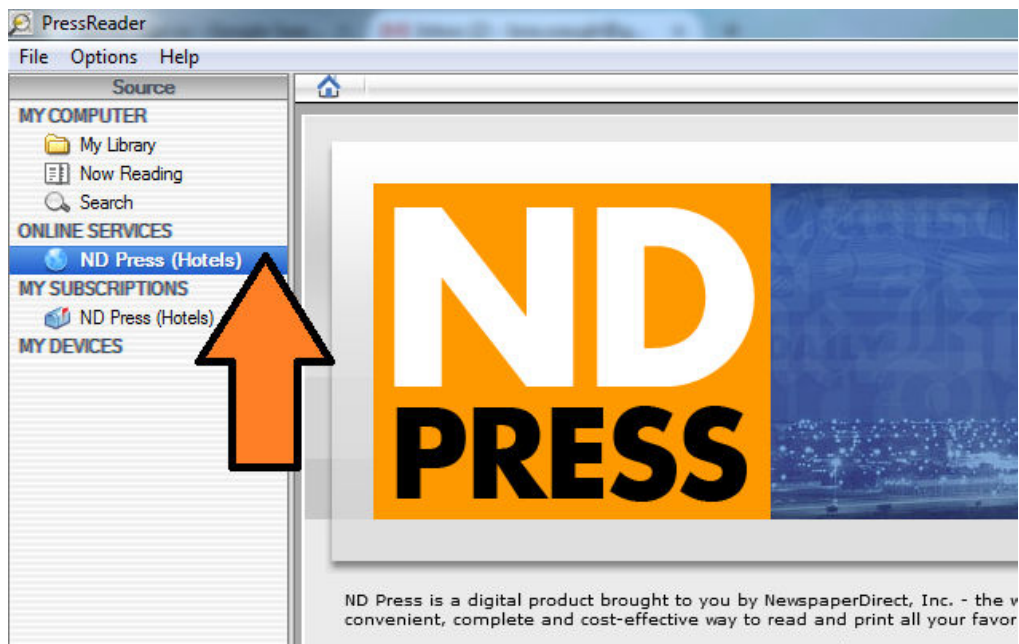 PressReader
File Options Help
Source
MY COMPUTER
My Library
Now Reading
Search
ONLINE SERVICES
ND Press (Hotels)
MY SUBSCRIPTIONS
ND Press (Hotels)
MY DEVICES
ND
PRESS
ND Press is a digital product brought to you by NewspaperDirect, Inc. - the
convenient, complete and cost-effective way to read and print all your favor